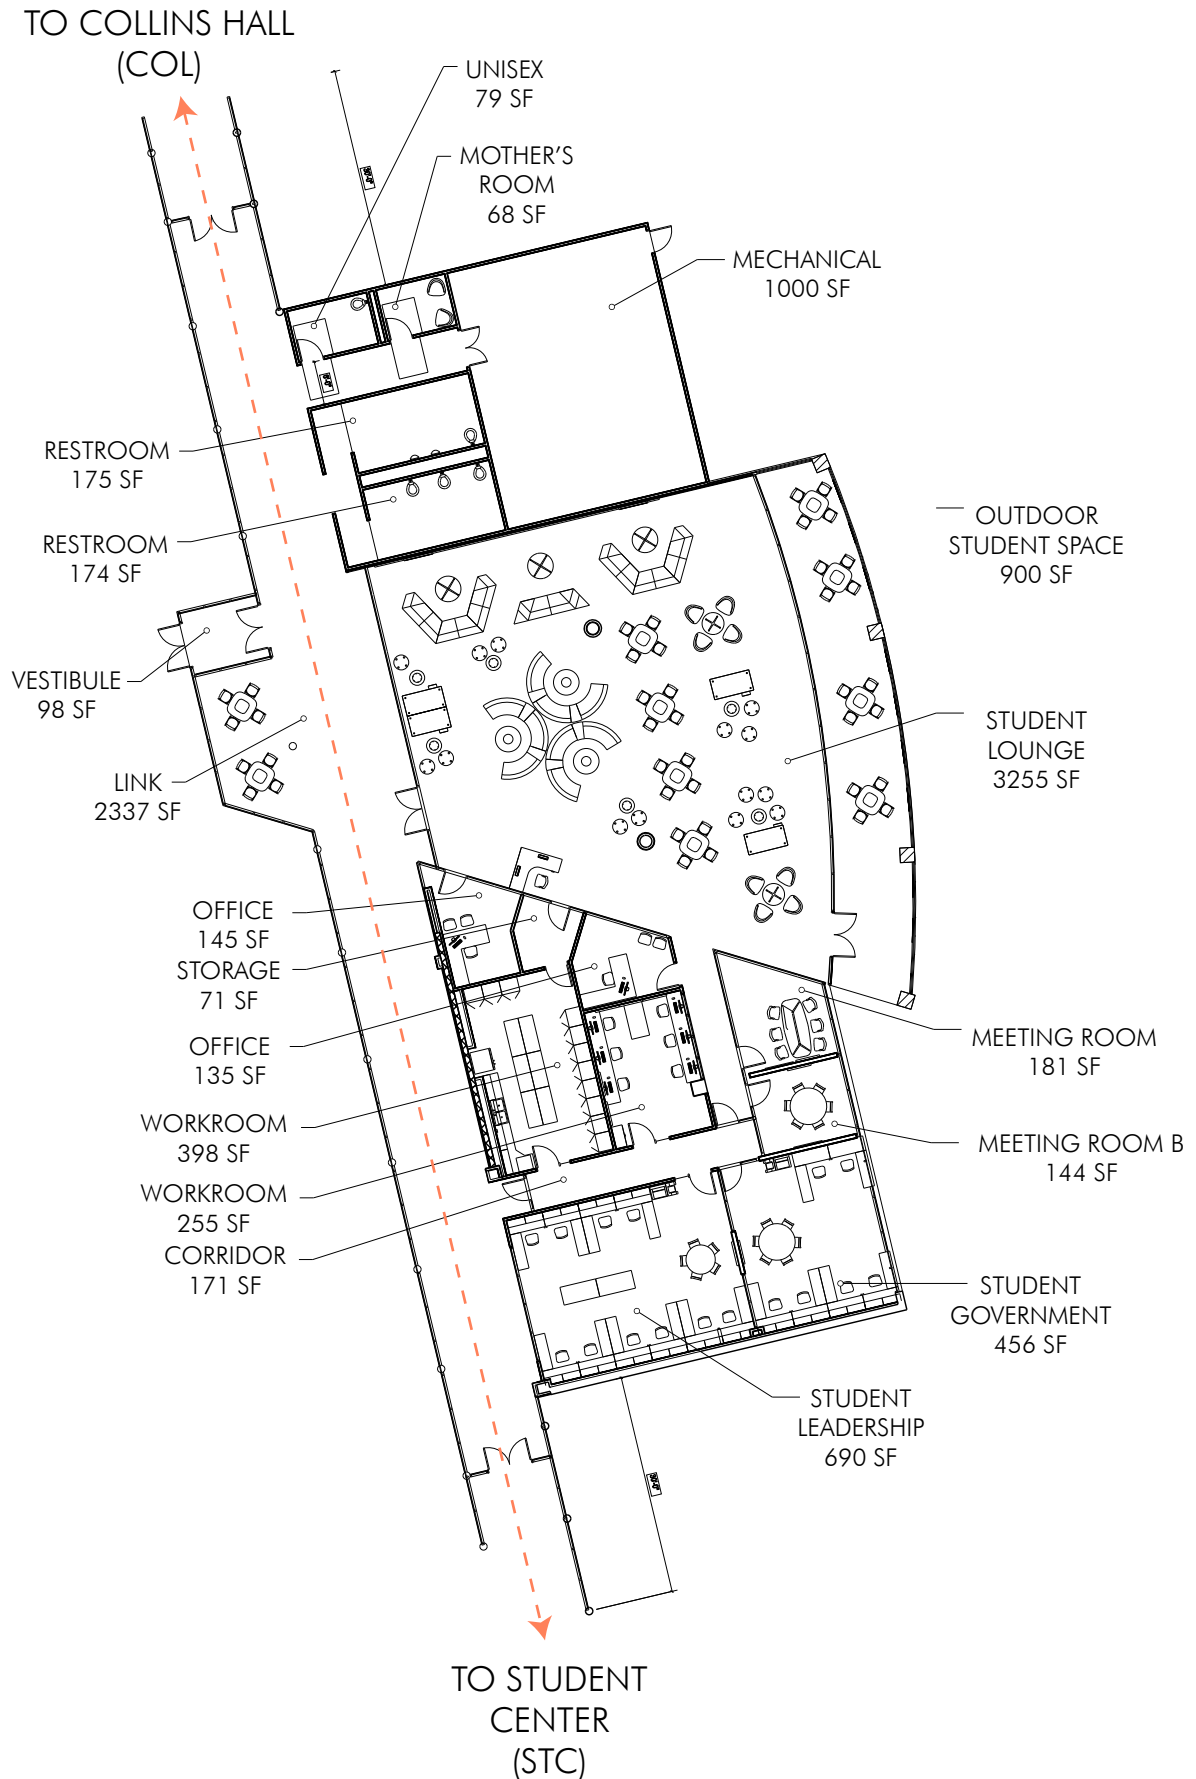 TO COLLINS HALL
(COL)
UNISEX
79 SF
MOTHER'S
ROOM
68 SF
MECHANICAL
1000 SF
RESTROOM
175 SF
RESTROOM
174 SF
OUTDOOR
STUDENT SPACE
900 SF
VESTIBULE
98 SF
STUDENT
LOUNGE
3255 SF
LINK
2337 SF
OFFICE
145 SF
STORAGE
71 SF
OFFICE
135 SF
MEETING ROOM
181 SF
WORKROOM
398 SF
MEETING ROOM B
144 SF
WORKROOM
255 SF
CORRIDOR
171 SF
STUDENT
GOVERNMENT
456 SF
STUDENT
LEADERSHIP
690 SF
TO STUDENT
CENTER
(STC)